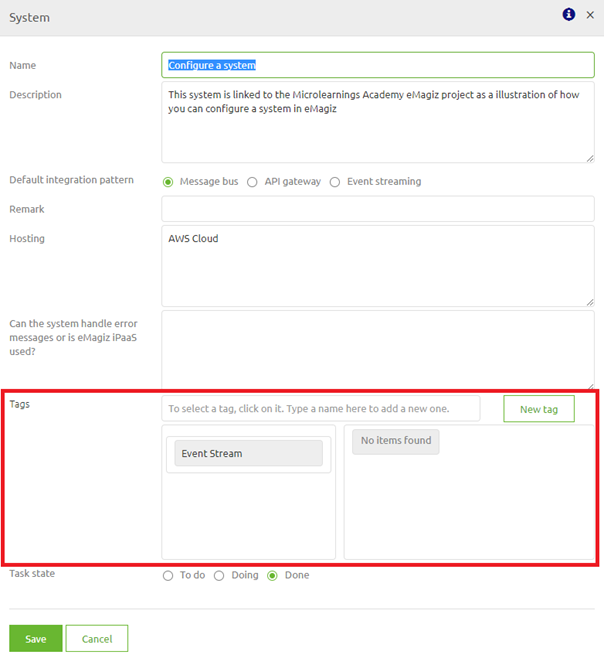 System
Name
Configure a system
Description
This system is linked to the Microlearnings Academy eMagiz project as a illustration of how
you can configure a system in eMagiz
Default integration pattern
Message bus
API gateway
Event streaming
Remark
Hosting
AWS Cloud
Can the system handle error
messages or is eMagiz iPaaS
used?
Tags
To select a tag, click on it. Type a name here to add a new one.
New tag
Event Stream
No items found
Task state
To do
Doing
Done
Save
Cancel